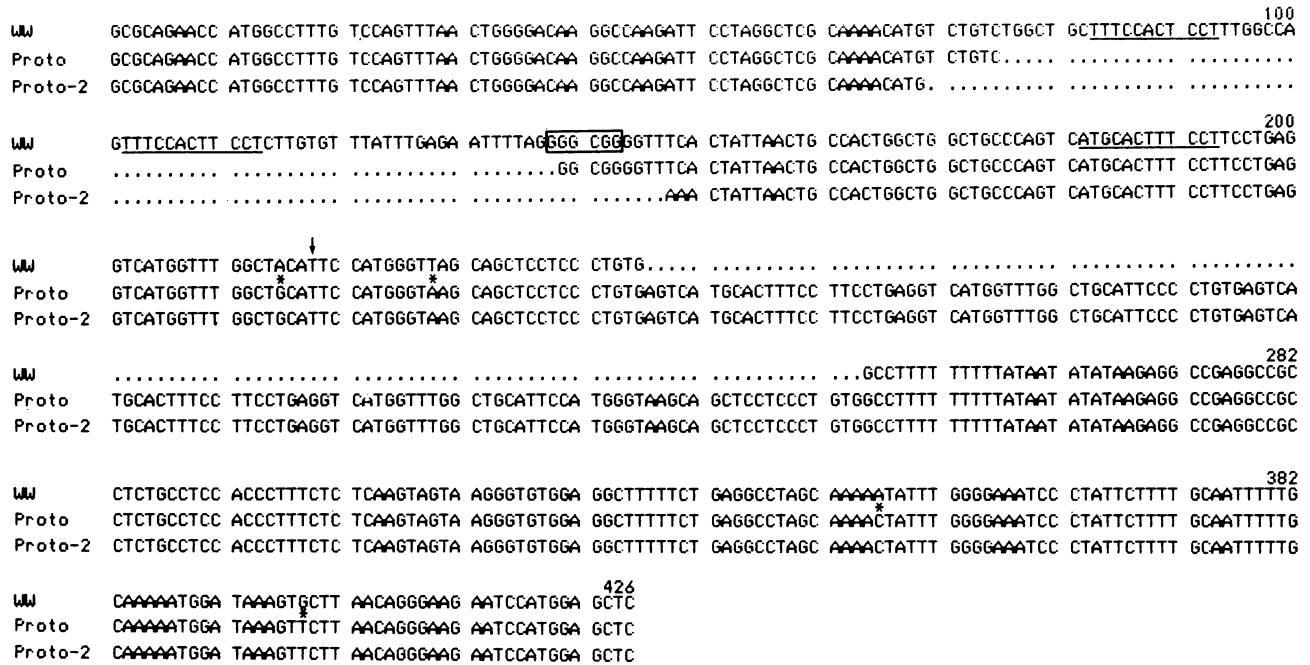 100
WW GCGCAGAACC ATGGCCTTTG TCCAGTTTAA CTGGGGACAA GGCCAAGATT CCTAGGCTCG CAAAACATGT CTGTCTGGCT GCTTTCCACT CCTTTGGCCA
Proto GCGCAGAACC ATGGCCTTTG TCCAGTTTAA CTGGGGACAA GGCCAAGATT CCTAGGCTCG CAAAACATGT CTGTC..... .......... ..........
Proto-2 GCGCAGAACC ATGGCCTTTG TCCAGTTTAA CTGGGGACAA GGCCAAGATT CCTAGGCTCG CAAAACATG. .......... .......... ..........
200
WW GTTTCCACTT CCTCTTGTGT TTATTTGAGA ATTTTAGGGG CGGGGTTTCA CTATTAACTG CCACTGGCTG GCTGCCCAGT CATGCACTTT CCTTCCTGAG
Proto .......... .......... .......... ........GG CGGGGTTTCA CTATTAACTG CCACTGGCTG GCTGCCCAGT CATGCACTTT CCTTCCTGAG
Proto-2 .......... .......... .......... .......... .......AAA CTATTAACTG CCACTGGCTG GCTGCCCAGT CATGCACTTT CCTTCCTGAG
↓
WW GTCATGGTTT GGCTACATTC CATGGGTTAG CAGCTCCTCC CTGTG..... .......... .......... .......... .......... ..........
* *
Proto GTCATGGTTT GGCTGCATTC CATGGGTAAG CAGCTCCTCC CTGTGAGTCA TGCACTTTCC TTCCTGAGGT CATGGTTTGG CTGCATTCCC CTGTGAGTCA
Proto-2 GTCATGGTTT GGCTGCATTC CATGGGTAAG CAGCTCCTCC CTGTGAGTCA TGCACTTTCC TTCCTGAGGT CATGGTTTGG CTGCATTCCC CTGTGAGTCA
282
WW .......... .......... .......... .......... .......... .......... ...GCCTTTT TTTTTATAAT ATATAAGAGG CCGAGGCCGC
Proto TGCACTTTCC TTCCTGAGGT CATGGTTTGG CTGCATTCCA TGGGTAAGCA GCTCCTCCCT GTGGCCTTTT TTTTTATAAT ATATAAGAGG CCGAGGCCGC
Proto-2 TGCACTTTCC TTCCTGAGGT CATGGTTTGG CTGCATTCCA TGGGTAAGCA GCTCCTCCCT GTGGCCTTTT TTTTTATAAT ATATAAGAGG CCGAGGCCGC
382
WW CTCTGCCTCC ACCCTTTCTC TCAAGTAGTA AGGGTGTGGA GGCTTTTTCT GAGGCCTAGC AAAAATATTT GGGGAAATCC CTATTCTTTT GCAATTTTTG
*
Proto CTCTGCCTCC ACCCTTTCTC TCAAGTAGTA AGGGTGTGGA GGCTTTTTCT GAGGCCTAGC AAAACTATTT GGGGAAATCC CTATTCTTTT GCAATTTTTG
Proto-2 CTCTGCCTCC ACCCTTTCTC TCAAGTAGTA AGGGTGTGGA GGCTTTTTCT GAGGCCTAGC AAAACTATTT GGGGAAATCC CTATTCTTTT GCAATTTTTG
426
WW CAAAAATGGA TAAAGTGCTT AACAGGGAAG AATCCATGGA GCTC
*
Proto CAAAAATGGA TAAAGTTCTT AACAGGGAAG AATCCATGGA GCTC
Proto-2 CAAAAATGGA TAAAGTTCTT AACAGGGAAG AATCCATGGA GCTC